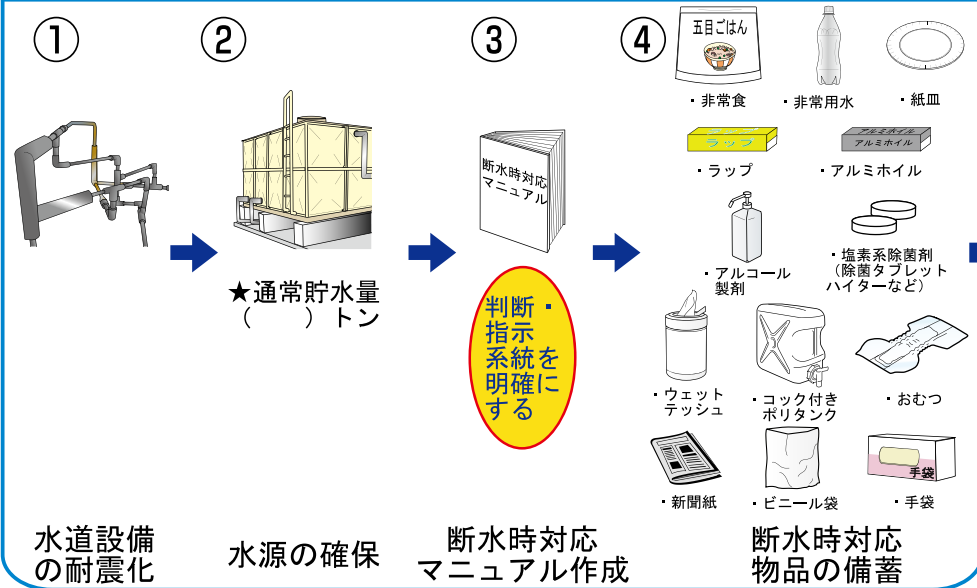 ①
②
★通常貯水量
(　　)トン
③
断水時対応
マニュアル
判断・
指示
系統を
明確に
する
④
五目ごはん
・非常食
・非常用水
・紙皿
ラップ
・ラップ
アルミホイル
アルミホイル
・アルミホイル
・アルコール
製剤
・塩素系除菌剤
（除菌タブレット
ハイターなど）
・ウェット
テッシュ
・コック付き
ポリタンク
・おむつ
・新聞紙
・ビニール袋
手袋
・手袋
水道設備
の耐震化
水源の確保
断水時対応
マニュアル作成
断水時対応
物品の備蓄